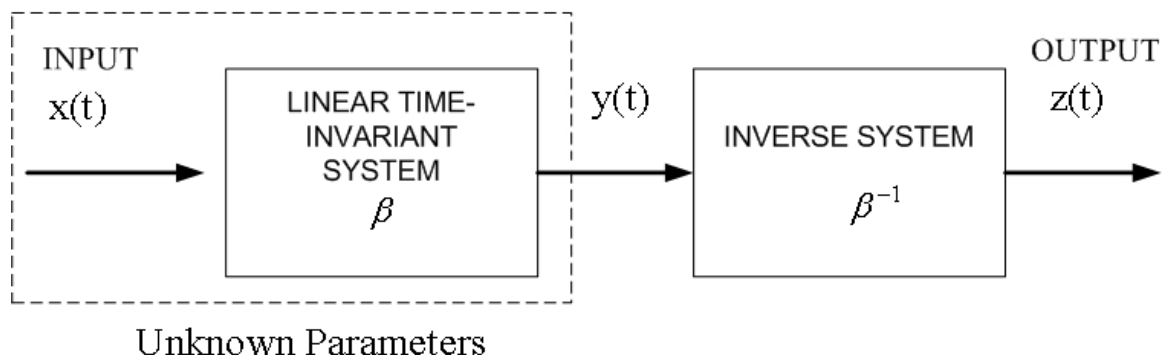 INPUT
x(t)
LINEAR TIME-
INVARIANT
SYSTEM
β
y(t)
INVERSE SYSTEM
β⁻¹
OUTPUT
z(t)
Unknown Parameters